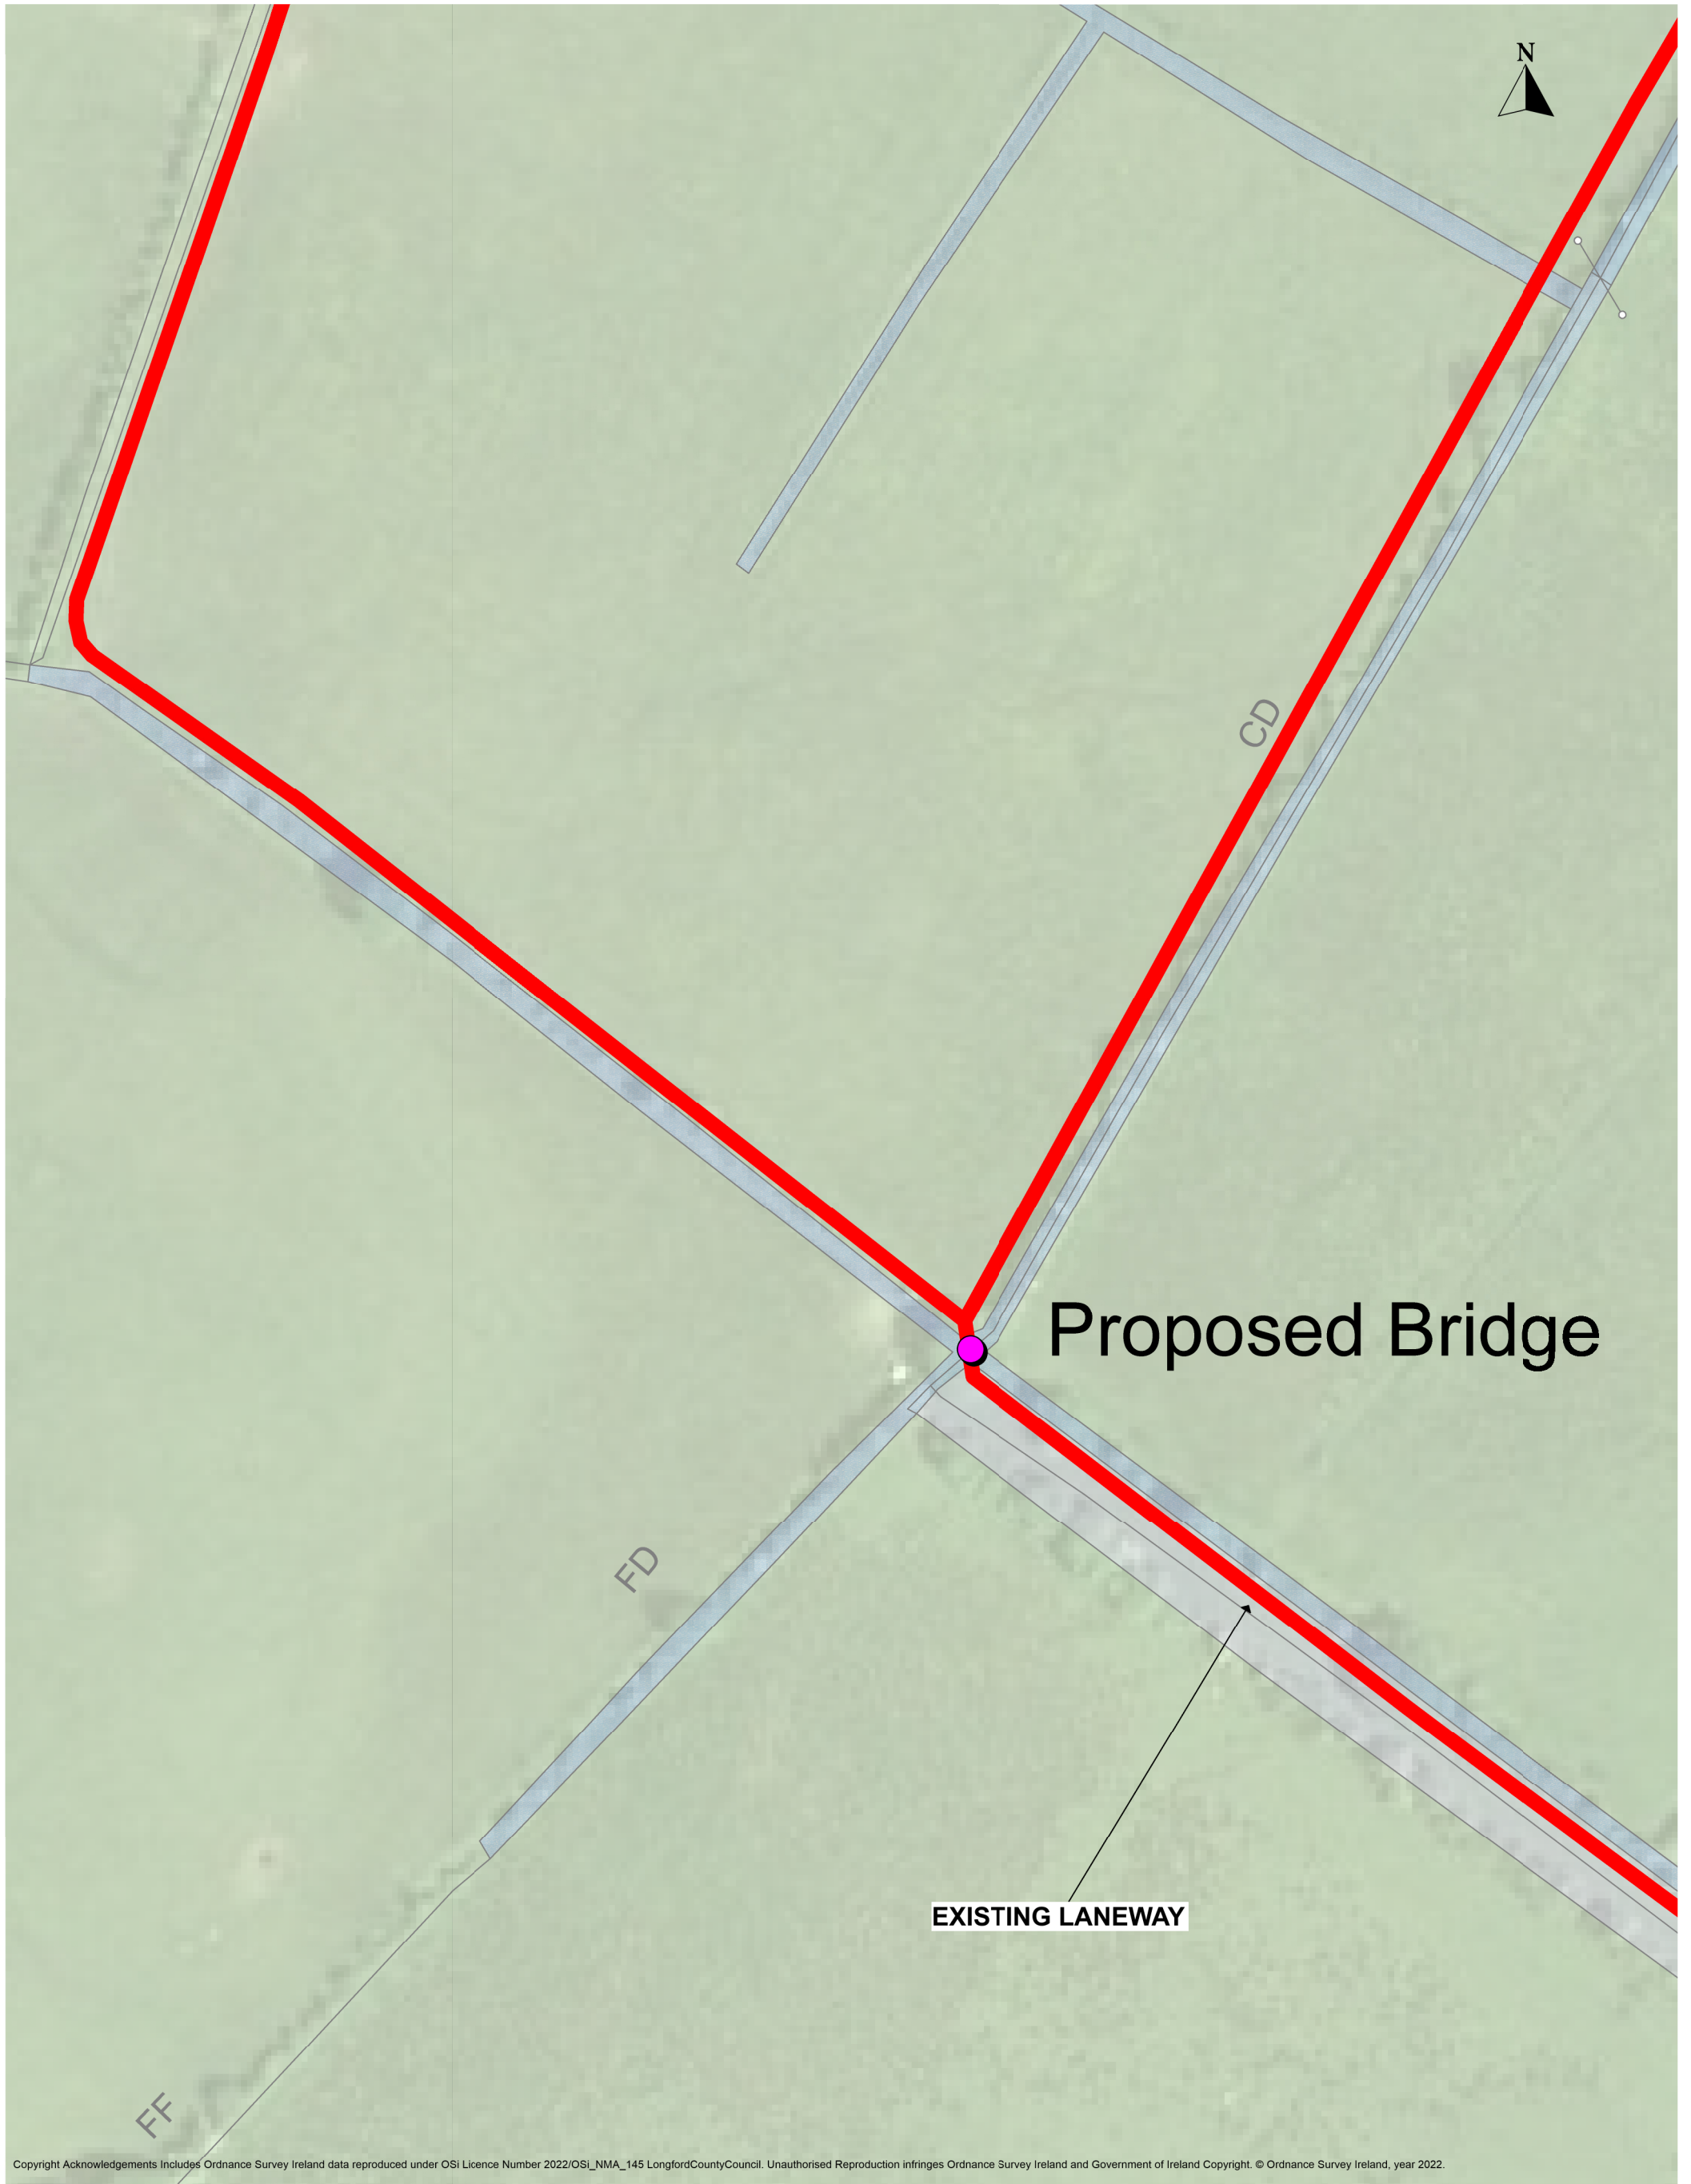 N
CD
Proposed Bridge
FD
EXISTING LANEWAY
FF
Copyright Acknowledgements Includes Ordnance Survey Ireland data reproduced under OSi Licence Number 2022/OSi_NMA_145 LongfordCountyCouncil. Unauthorised Reproduction infringes Ordnance Survey Ireland and Government of Ireland Copyright. © Ordnance Survey Ireland, year 2022.